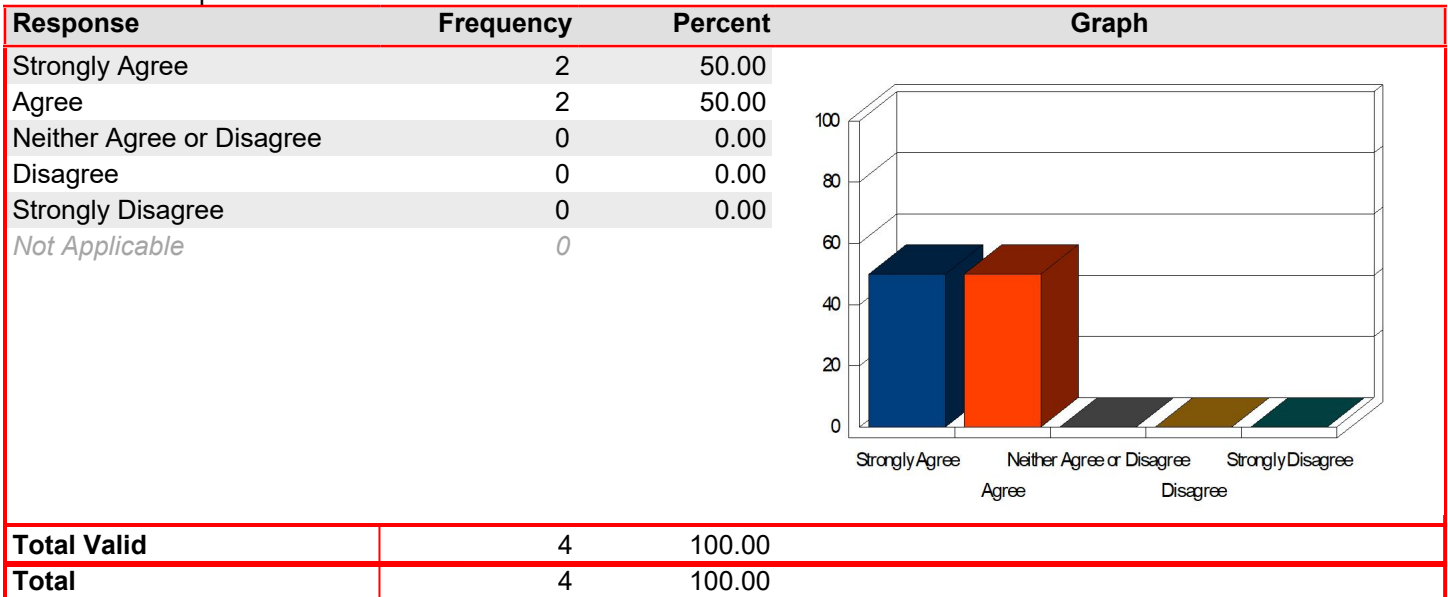 Response Frequency Percent Graph
Strongly Agree 2 50.00
Agree 2 50.00
Neither Agree or Disagree 0 0.00
Disagree 0 0.00
Strongly Disagree 0 0.00
Not Applicable 0
100
80
60
40
20
0
Strongly Agree Neither Agree or Disagree Strongly Disagree
Agree Disagree
Total Valid 4 100.00
Total 4 100.00